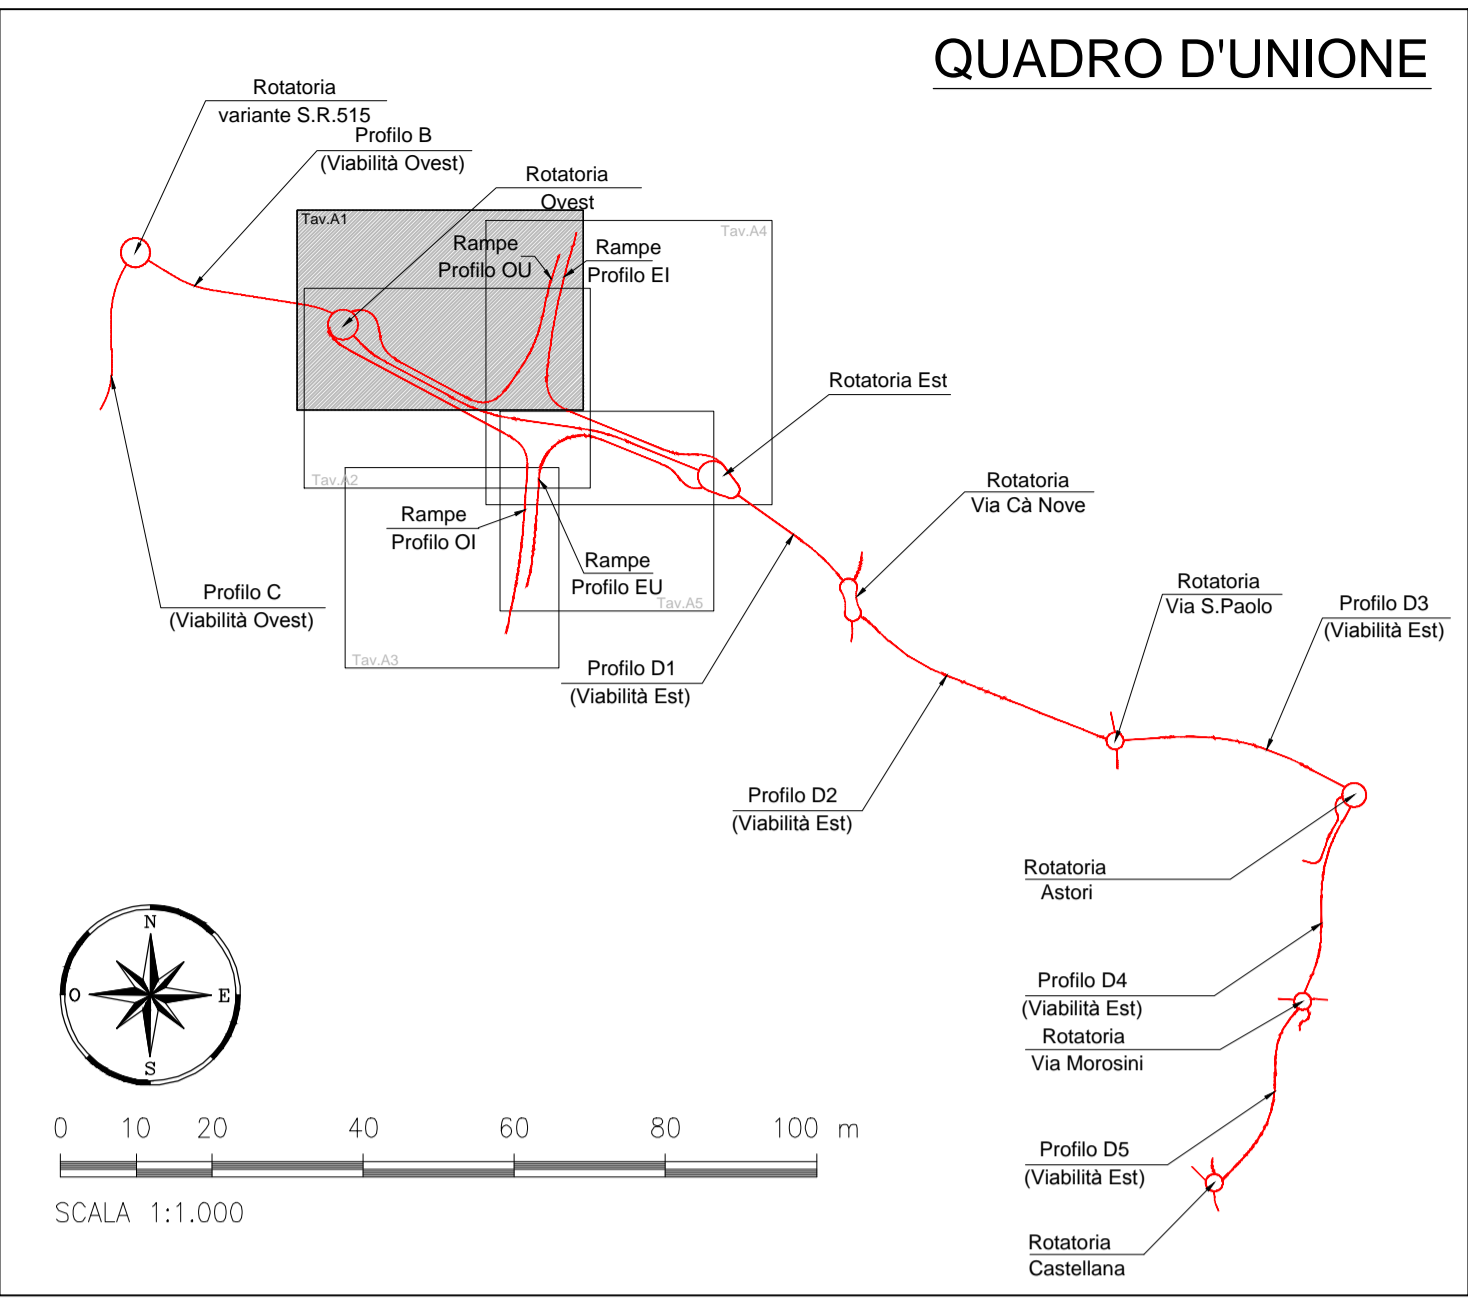 QUADRO D'UNIONE
Rotatoria
variante S.R.515
Profilo B
(Viabilità Ovest)
Rotatoria
Ovest
Tav.A1
Tav.A4
Rampe
Profilo OU
Rampe
Profilo EI
Rotatoria Est
Tav.A2
Rotatoria
Via Cà Nove
Rampe
Profilo OI
Rampe
Profilo EU
Tav.A5
Profilo C
(Viabilità Ovest)
Rotatoria
Via S.Paolo
Profilo D3
(Viabilità Est)
Tav.A3
Profilo D1
(Viabilità Est)
Profilo D2
(Viabilità Est)
Rotatoria
Astori
Profilo D4
(Viabilità Est)
Rotatoria
Via Morosini
Profilo D5
(Viabilità Est)
Rotatoria
Castellana
N
O E
S
0 10 20 40 60 80 100 m
SCALA 1:1.000